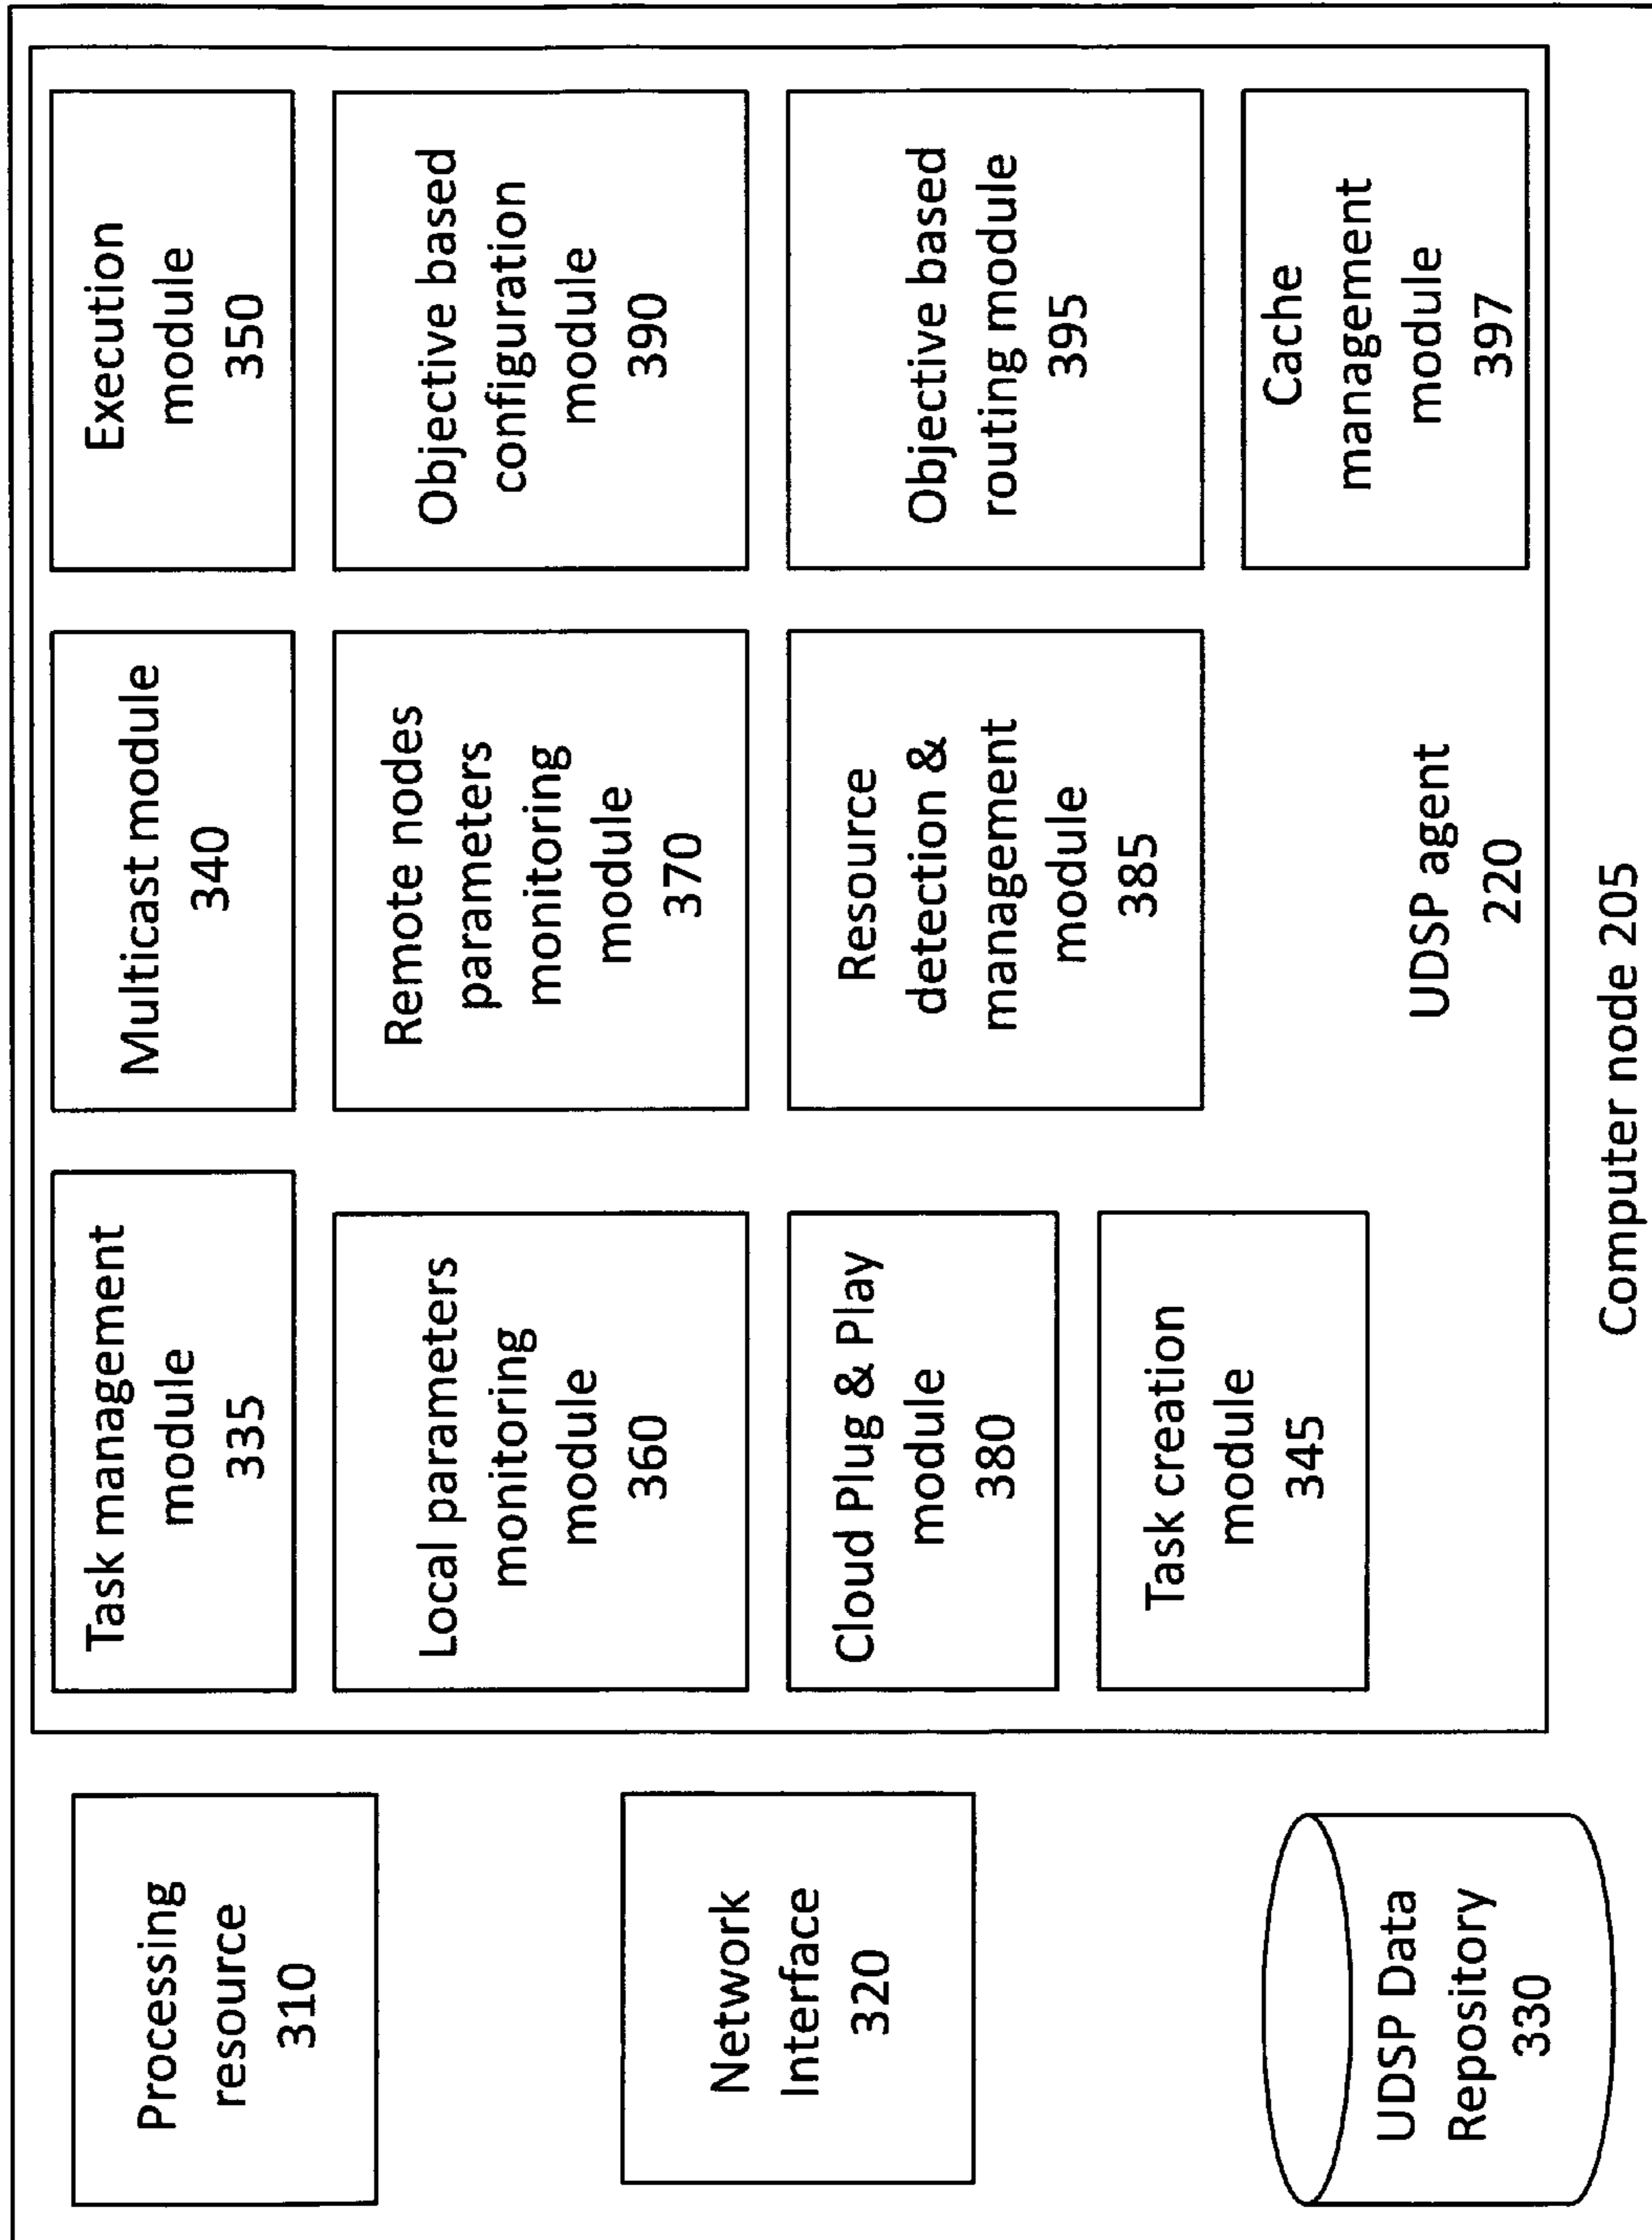 Processing
resource
310
Network
Interface
320
UDSP Data
Repository
330
Task management
module
335
Local parameters
monitoring
module
360
Cloud Plug & Play
module
380
Task creation
module
345
Multicast module
340
Remote nodes
parameters
monitoring
module
370
Resource
detection &
management
module
385
UDSP agent
220
Execution
module
350
Objective based
configuration
module
390
Objective based
routing module
395
Cache
management
module
397
Computer node 205